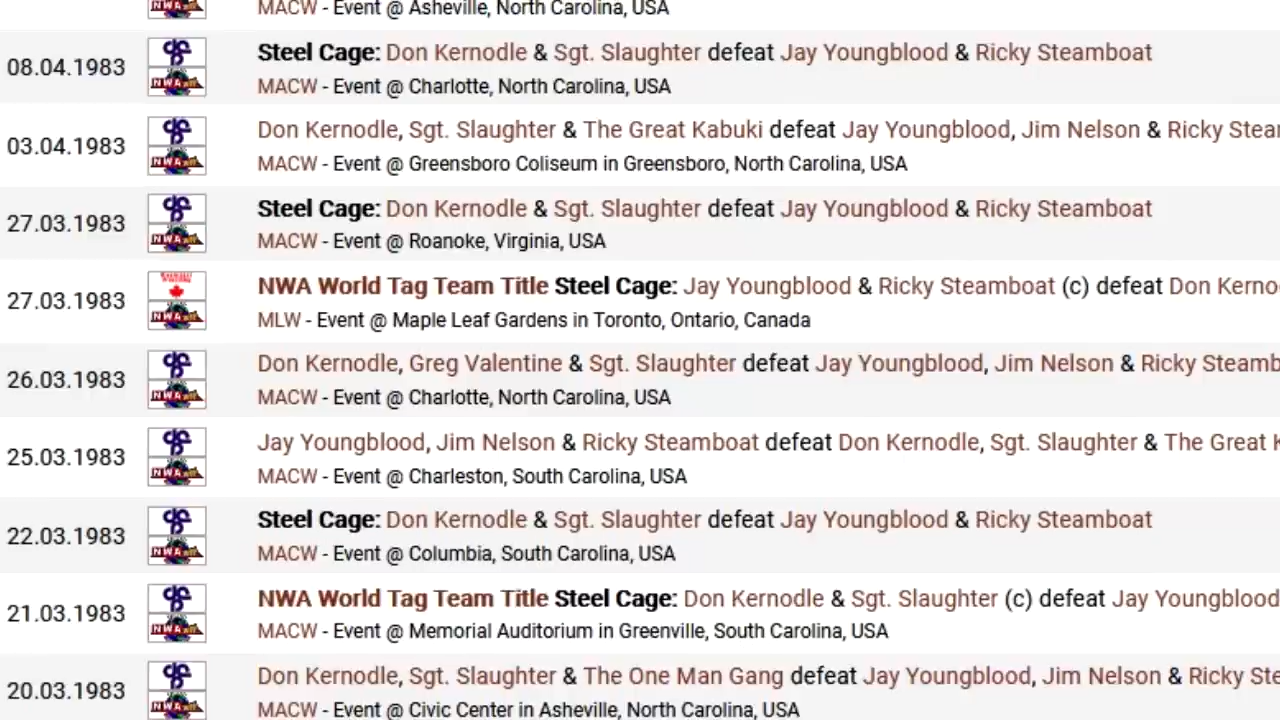 MACW - Event @ Asheville, North Carolina, USA
08.04.1983
Steel Cage: Don Kernodle & Sgt. Slaughter defeat Jay Youngblood & Ricky Steamboat
MACW - Event @ Charlotte, North Carolina, USA
03.04.1983
Don Kernodle, Sgt. Slaughter & The Great Kabuki defeat Jay Youngblood, Jim Nelson & Ricky Stea
MACW - Event @ Greensboro Coliseum in Greensboro, North Carolina, USA
27.03.1983
Steel Cage: Don Kernodle & Sgt. Slaughter defeat Jay Youngblood & Ricky Steamboat
MACW - Event @ Roanoke, Virginia, USA
27.03.1983
NWA World Tag Team Title Steel Cage: Jay Youngblood & Ricky Steamboat (c) defeat Don Kerno
MLW - Event @ Maple Leaf Gardens in Toronto, Ontario, Canada
26.03.1983
Don Kernodle, Greg Valentine & Sgt. Slaughter defeat Jay Youngblood, Jim Nelson & Ricky Steamb
MACW - Event @ Charlotte, North Carolina, USA
25.03.1983
Jay Youngblood, Jim Nelson & Ricky Steamboat defeat Don Kernodle, Sgt. Slaughter & The Great K
MACW - Event @ Charleston, South Carolina, USA
22.03.1983
Steel Cage: Don Kernodle & Sgt. Slaughter defeat Jay Youngblood & Ricky Steamboat
MACW - Event @ Columbia, South Carolina, USA
21.03.1983
NWA World Tag Team Title Steel Cage: Don Kernodle & Sgt. Slaughter (c) defeat Jay Youngblood
MACW - Event @ Memorial Auditorium in Greenville, South Carolina, USA
20.03.1983
Don Kernodle, Sgt. Slaughter & The One Man Gang defeat Jay Youngblood, Jim Nelson & Ricky Ste
MACW - Event @ Civic Center in Asheville, North Carolina, USA